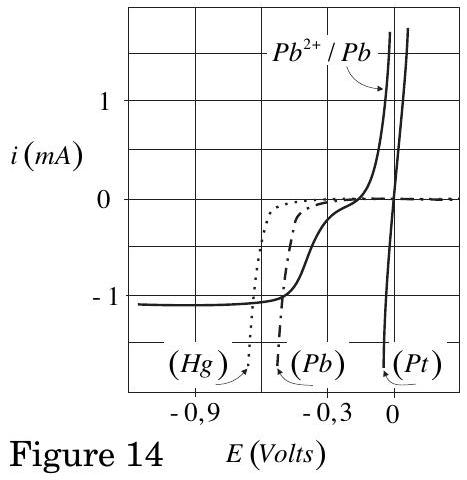 Pb²⁺ / Pb
1
i (mA)
0
- 1
(Hg) (Pb) (Pt)
- 0,9 - 0,3 0
Figure 14 E (Volts)